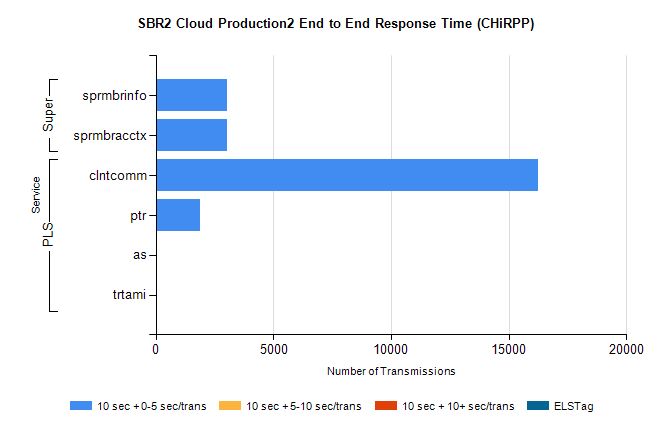 SBR2 Cloud Production2 End to End Response Time (CHiRPP)
Super
sprmbrinfo
sprmbracctx
Service
PLS
clntcomm
ptr
as
trtami
0 5000 10000 15000 20000
Number of Transmissions
10 sec +0-5 sec/trans 10 sec +5-10 sec/trans 10 sec + 10+ sec/trans ELSTag